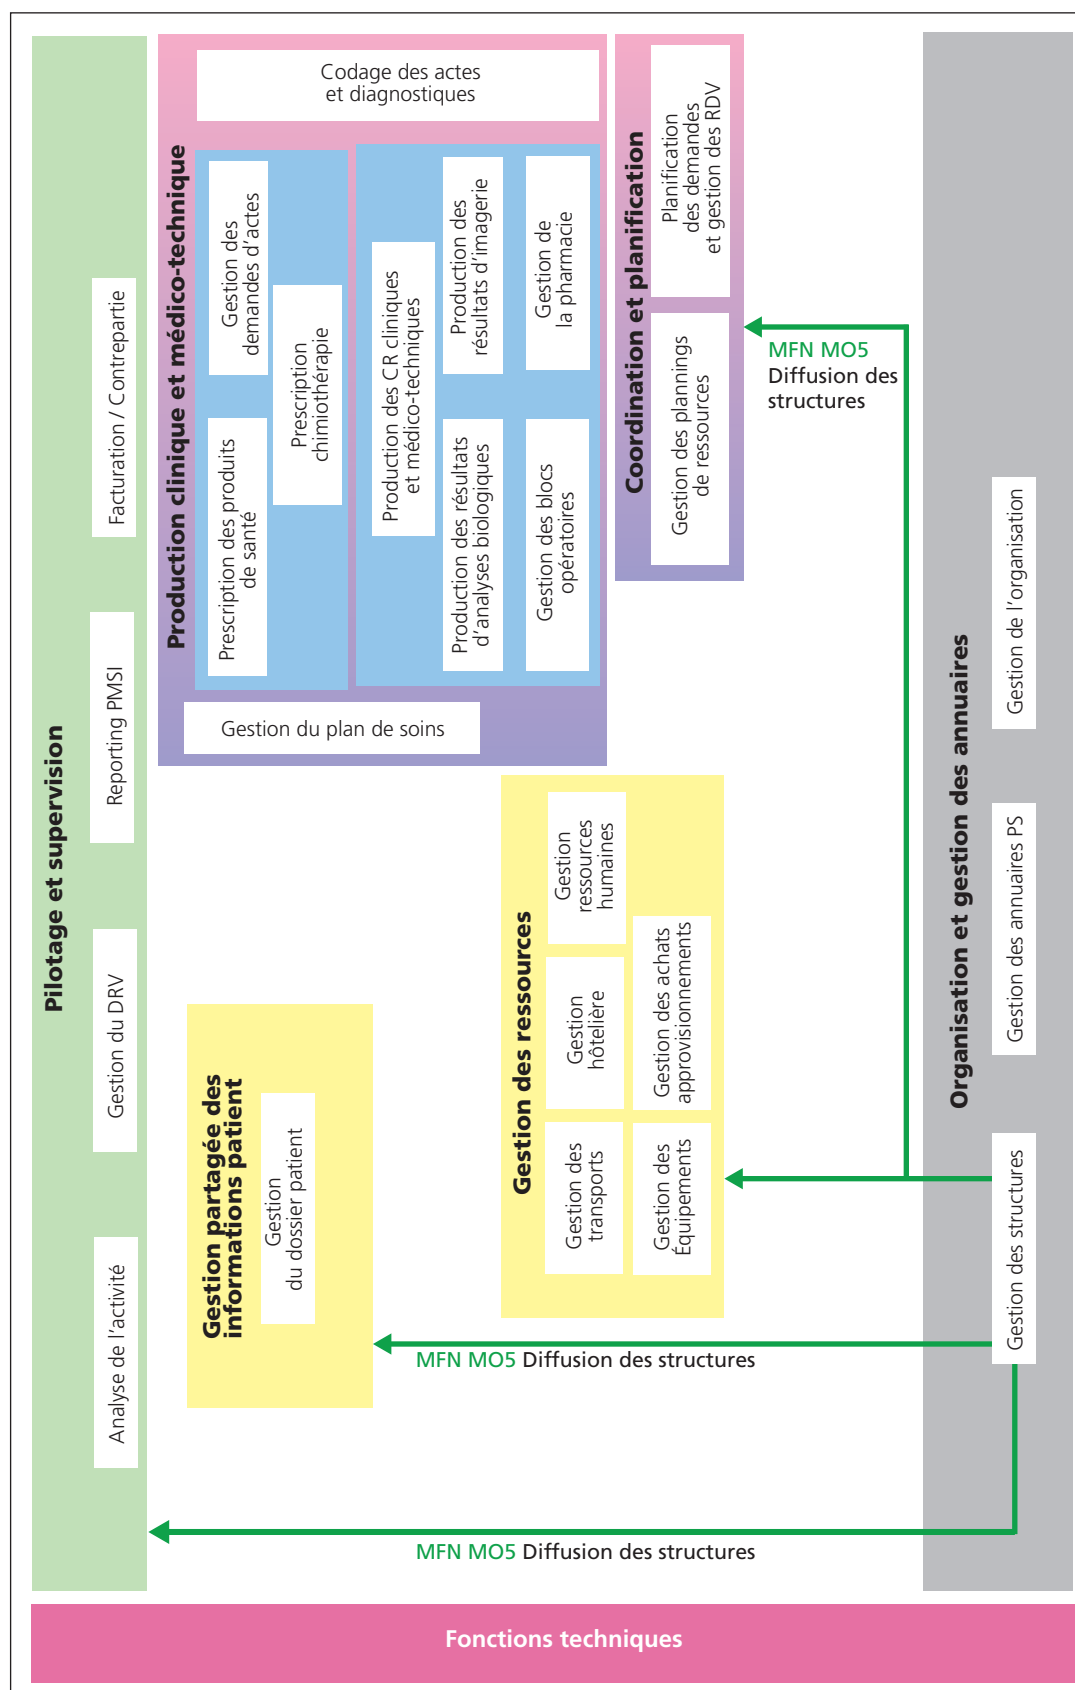 Pilotage et supervision
Analyse de l'activité
Gestion du DRV
Reporting PMSI
Facturation / Contrepartie
Production clinique et médico-technique
Codage des actes
et diagnostiques
Gestion des
demandes d'actes
Prescription
chimiothérapie
Prescription des produits
de santé
Production des CR cliniques
et médico-techniques
Production des
résultats d'imagerie
Gestion de
la pharmacie
Production des résultats
d'analyses biologiques
Gestion des blocs
opératoires
Gestion du plan de soins
Coordination et planification
Planification
des demandes
et gestion des RDV
Gestion des plannings
de ressources
MFN MO5
Diffusion des
structures
Gestion partagée des
informations patient
Gestion
du dossier patient
Gestion des ressources
Gestion
ressources
humaines
Gestion
hôtelière
Gestion des
transports
Gestion des achats
approvisionnements
Gestion des
Équipements
MFN MO5 Diffusion des structures
MFN MO5 Diffusion des structures
Organisation et gestion des annuaires
Gestion des structures
Gestion des annuaires PS
Gestion de l'organisation
Fonctions techniques